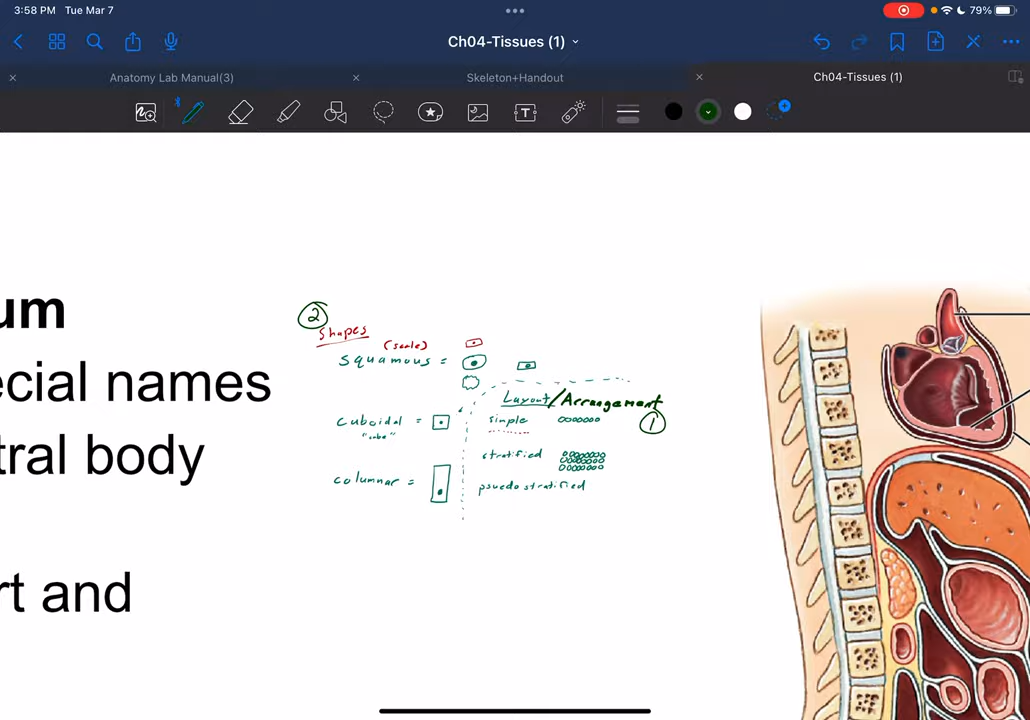 3:58 PM Tue Mar 7
79%
Ch04-Tissues (1)
Anatomy Lab Manual(3)
Skeleton+Handout
Ch04-Tissues (1)
um
ecial names
tral body
rt and
2
Shapes
(scale)
squamous =
Layout/Arrangement
1
cuboidal =
"cube"
simple
stratified
columnar =
psuedostratified